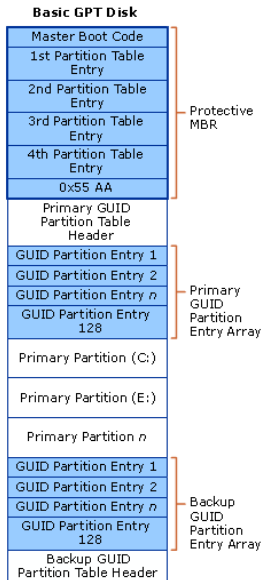 Basic GPT Disk
Master Boot Code
1st Partition Table
Entry
2nd Partition Table
Entry
3rd Partition Table
Entry
4th Partition Table
Entry
0x55 AA
Protective
MBR
Primary GUID
Partition Table
Header
GUID Partition Entry 1
GUID Partition Entry 2
GUID Partition Entry n
GUID Partition Entry
128
Primary
GUID
Partition
Entry Array
Primary Partition (C:)
Primary Partition (E:)
Primary Partition n
GUID Partition Entry 1
GUID Partition Entry 2
GUID Partition Entry n
GUID Partition Entry
128
Backup
GUID
Partition
Entry Array
Backup GUID
Partition Table Header